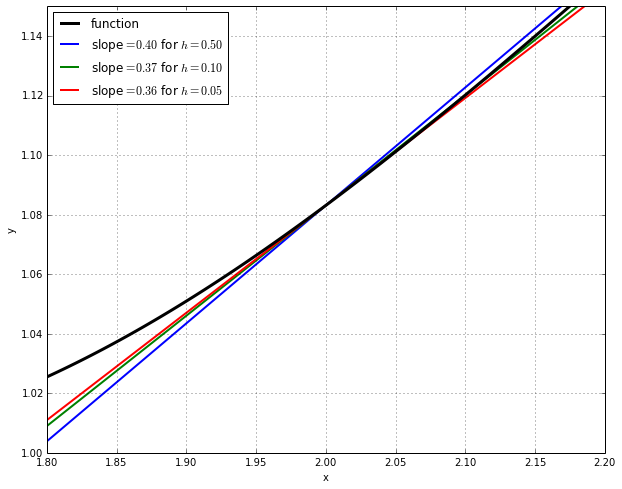 function
slope = 0.40 for h = 0.50
slope = 0.37 for h = 0.10
slope = 0.36 for h = 0.05
1.14
1.12
1.10
1.08
1.06
1.04
1.02
1.00
y
1.80 1.85 1.90 1.95 2.00 2.05 2.10 2.15 2.20
x